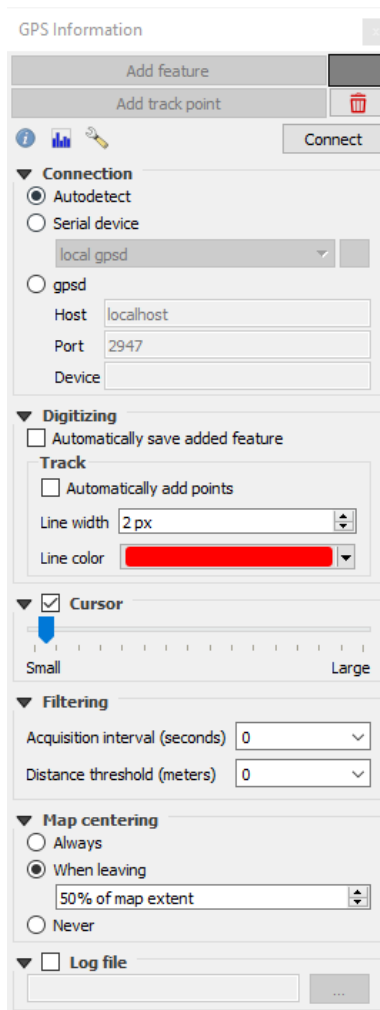 GPS Information
Add feature
Add track point
Connect
Connection
Autodetect
Serial device
local gpsd
gpsd
Host localhost
Port 2947
Device
Digitizing
Automatically save added feature
Track
Automatically add points
Line width 2 px
Line color
Cursor
Small Large
Filtering
Acquisition interval (seconds) 0
Distance threshold (meters) 0
Map centering
Always
When leaving
50% of map extent
Never
Log file
...